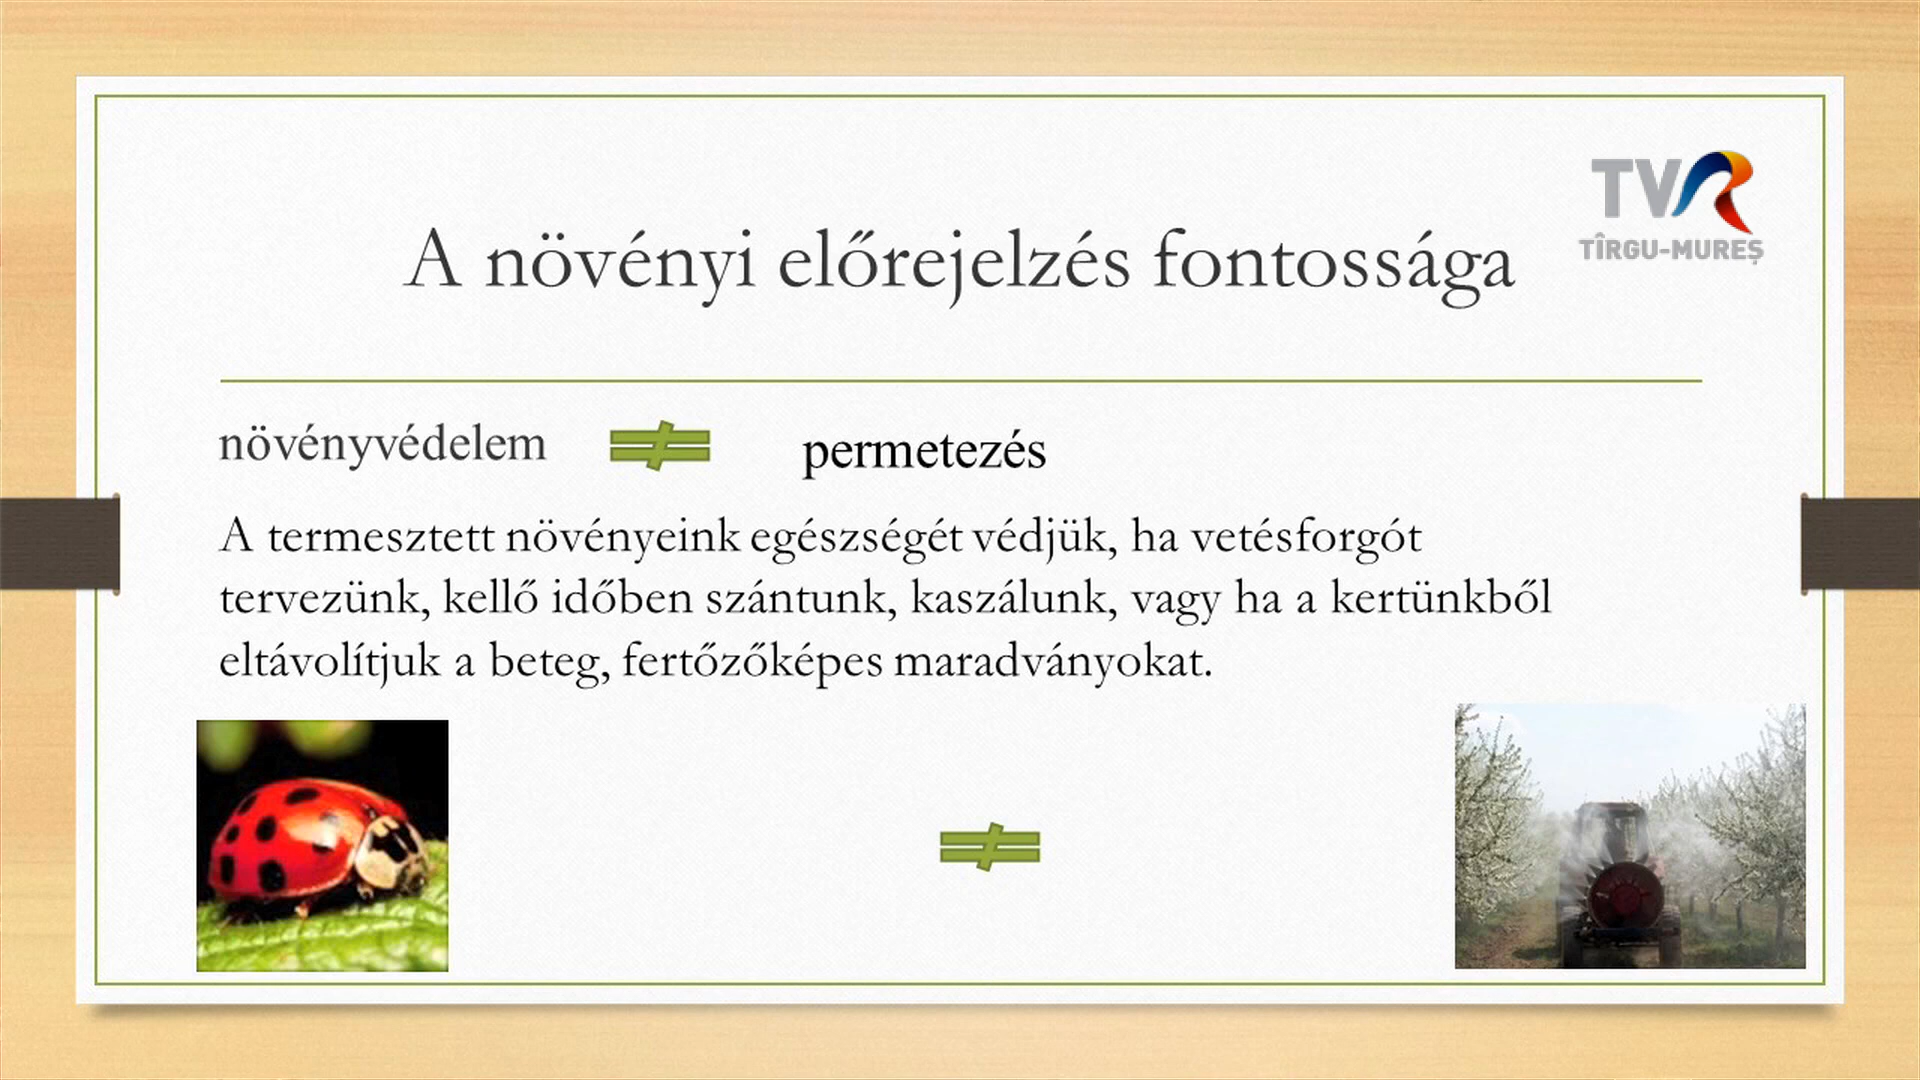 TVR
TÎRGU-MUREȘ
A növényi előrejelzés fontossága
növényvédelem ≠ permetezés
A termesztett növényeink egészségét védjük, ha vetésforgót
tervezünk, kellő időben szántunk, kaszálunk, vagy ha a kertünkből
eltávolítjuk a beteg, fertőzőképes maradványokat.
≠